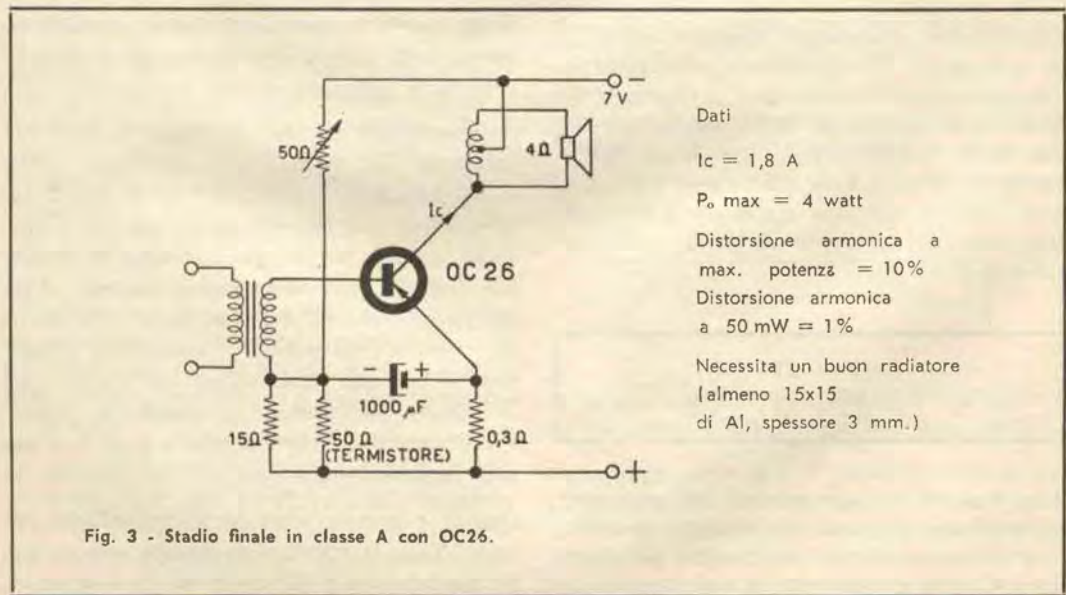 7 V −
50Ω
4Ω
Ic
OC 26
− +
1000 µF
15Ω
50 Ω
(TERMISTORE)
0,3 Ω
+
Dati
Ic = 1,8 A
Pₒ max = 4 watt
Distorsione armonica a
max. potenza = 10%
Distorsione armonica
a 50 mW = 1%
Necessita un buon radiatore
(almeno 15x15
di Al, spessore 3 mm.)
Fig. 3 - Stadio finale in classe A con OC26.